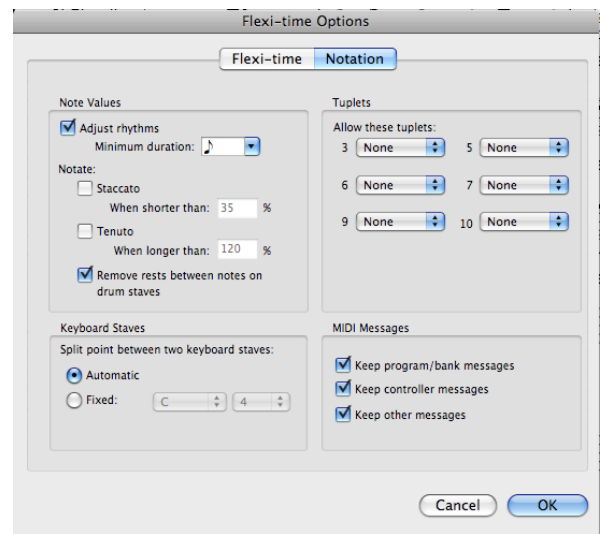 Flexi-time Options
Flexi-time Notation
Note Values
Adjust rhythms
Minimum duration:
Notate:
Staccato
When shorter than: 35 %
Tenuto
When longer than: 120 %
Remove rests between notes on
drum staves
Tuplets
Allow these tuplets:
3 None 5 None
6 None 7 None
9 None 10 None
Keyboard Staves
Split point between two keyboard staves:
Automatic
Fixed: C 4
MIDI Messages
Keep program/bank messages
Keep controller messages
Keep other messages
Cancel OK